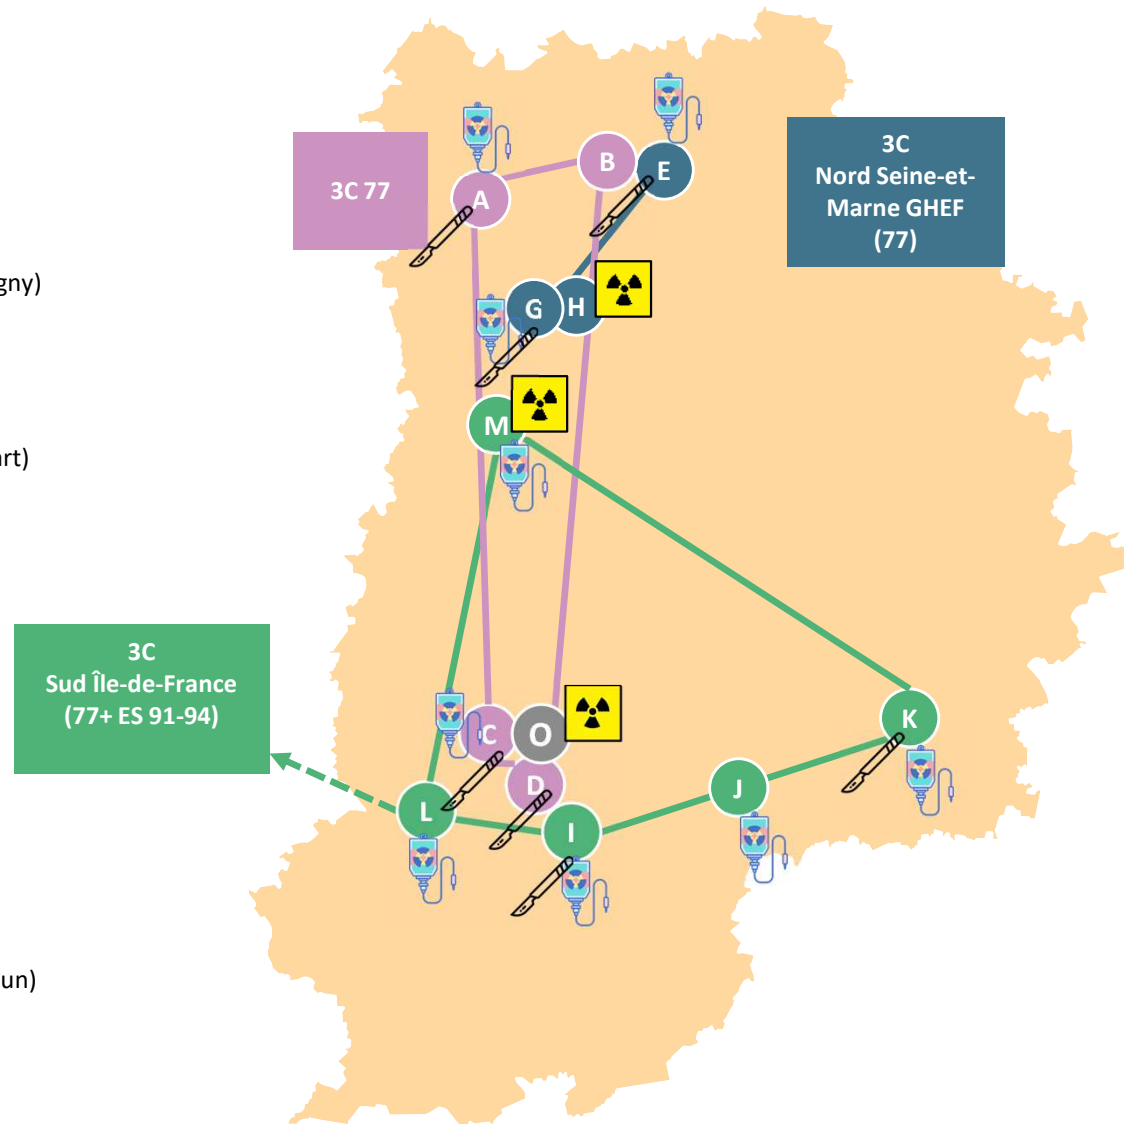 3C 77
3C
Nord Seine-et-
Marne GHEF
(77)
B
E
A
gny)
G
H
M
art)
3C
Sud Île-de-France
(77+ ES 91-94)
K
C
O
D
J
L
I
un)